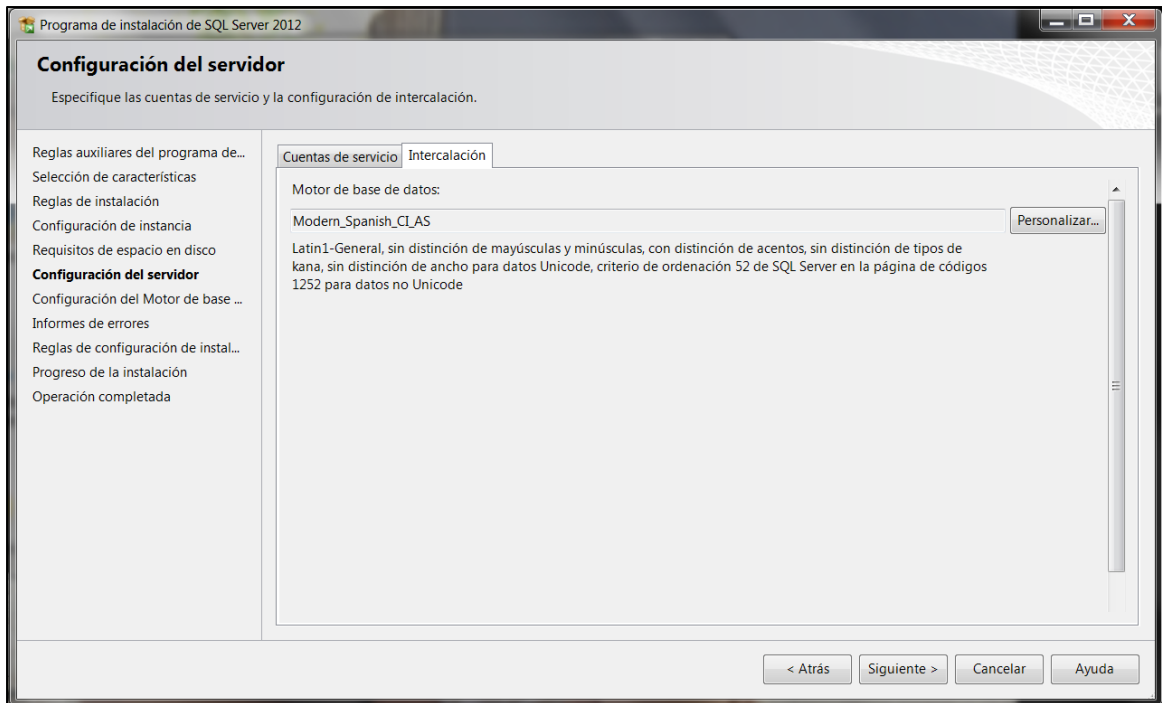 Programa de instalación de SQL Server 2012
Configuración del servidor
Especifique las cuentas de servicio y la configuración de intercalación.
Reglas auxiliares del programa de...
Selección de características
Reglas de instalación
Configuración de instancia
Requisitos de espacio en disco
Configuración del servidor
Configuración del Motor de base ...
Informes de errores
Reglas de configuración de instal...
Progreso de la instalación
Operación completada
Cuentas de servicio
Intercalación
Motor de base de datos:
Modern_Spanish_CI_AS
Personalizar...
Latin1-General, sin distinción de mayúsculas y minúsculas, con distinción de acentos, sin distinción de tipos de
kana, sin distinción de ancho para datos Unicode, criterio de ordenación 52 de SQL Server en la página de códigos
1252 para datos no Unicode
< Atrás
Siguiente >
Cancelar
Ayuda